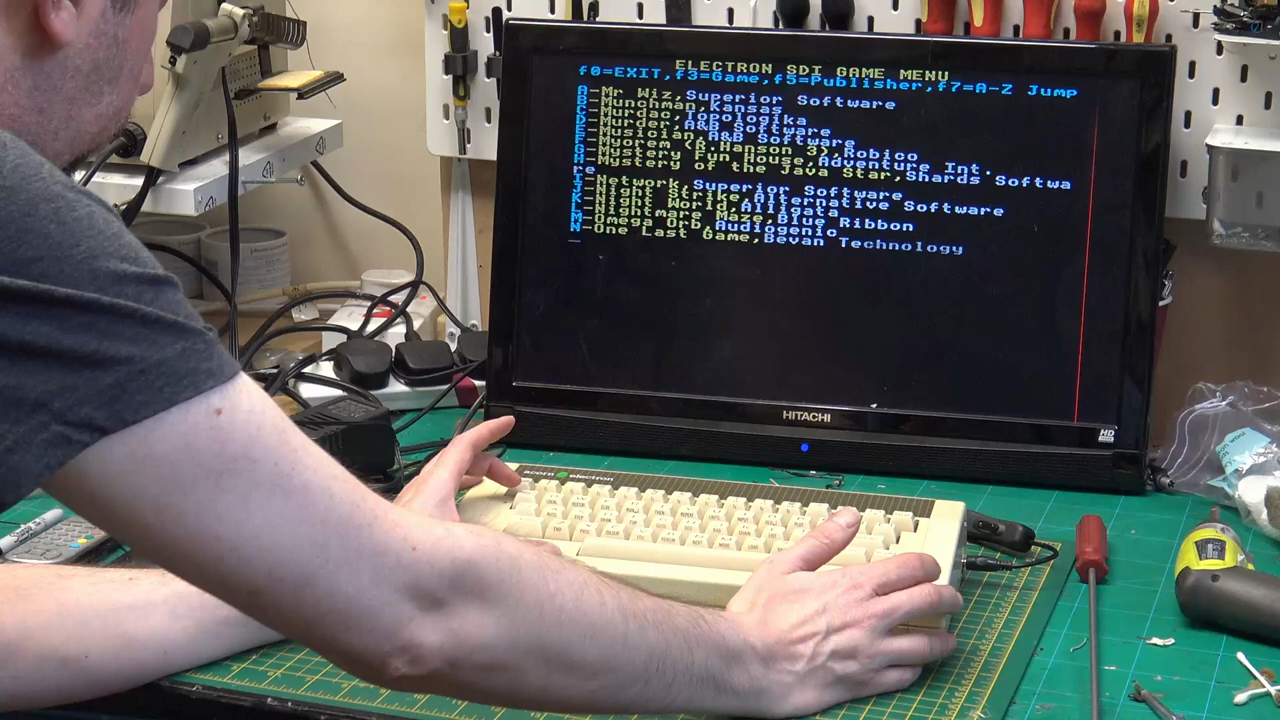 ELECTRON SDI GAME MENU
f0=EXIT,f3=Game,f5=Publisher,f7=A-Z Jump
A-Mr Wiz,Superior Software
B-Munchman,Kansas
C-Murdac,Topologika
D-Murder,A&B Software
E-Musician,A&B Software
F-Myorem (R.Hanson 3),Robico
G-Mystery Fun House,Adventure Int.
H-Mystery of the Java Star,Shards Softwa
re
I-Network,Superior Software
J-Night Strike,Alternative Software
K-Night World,Alligata
L-Nightmare Maze,Blue Ribbon
M-Omega Orb,Audiogenic
N-One Last Game,Bevan Technology
HITACHI
HD
acorn electron